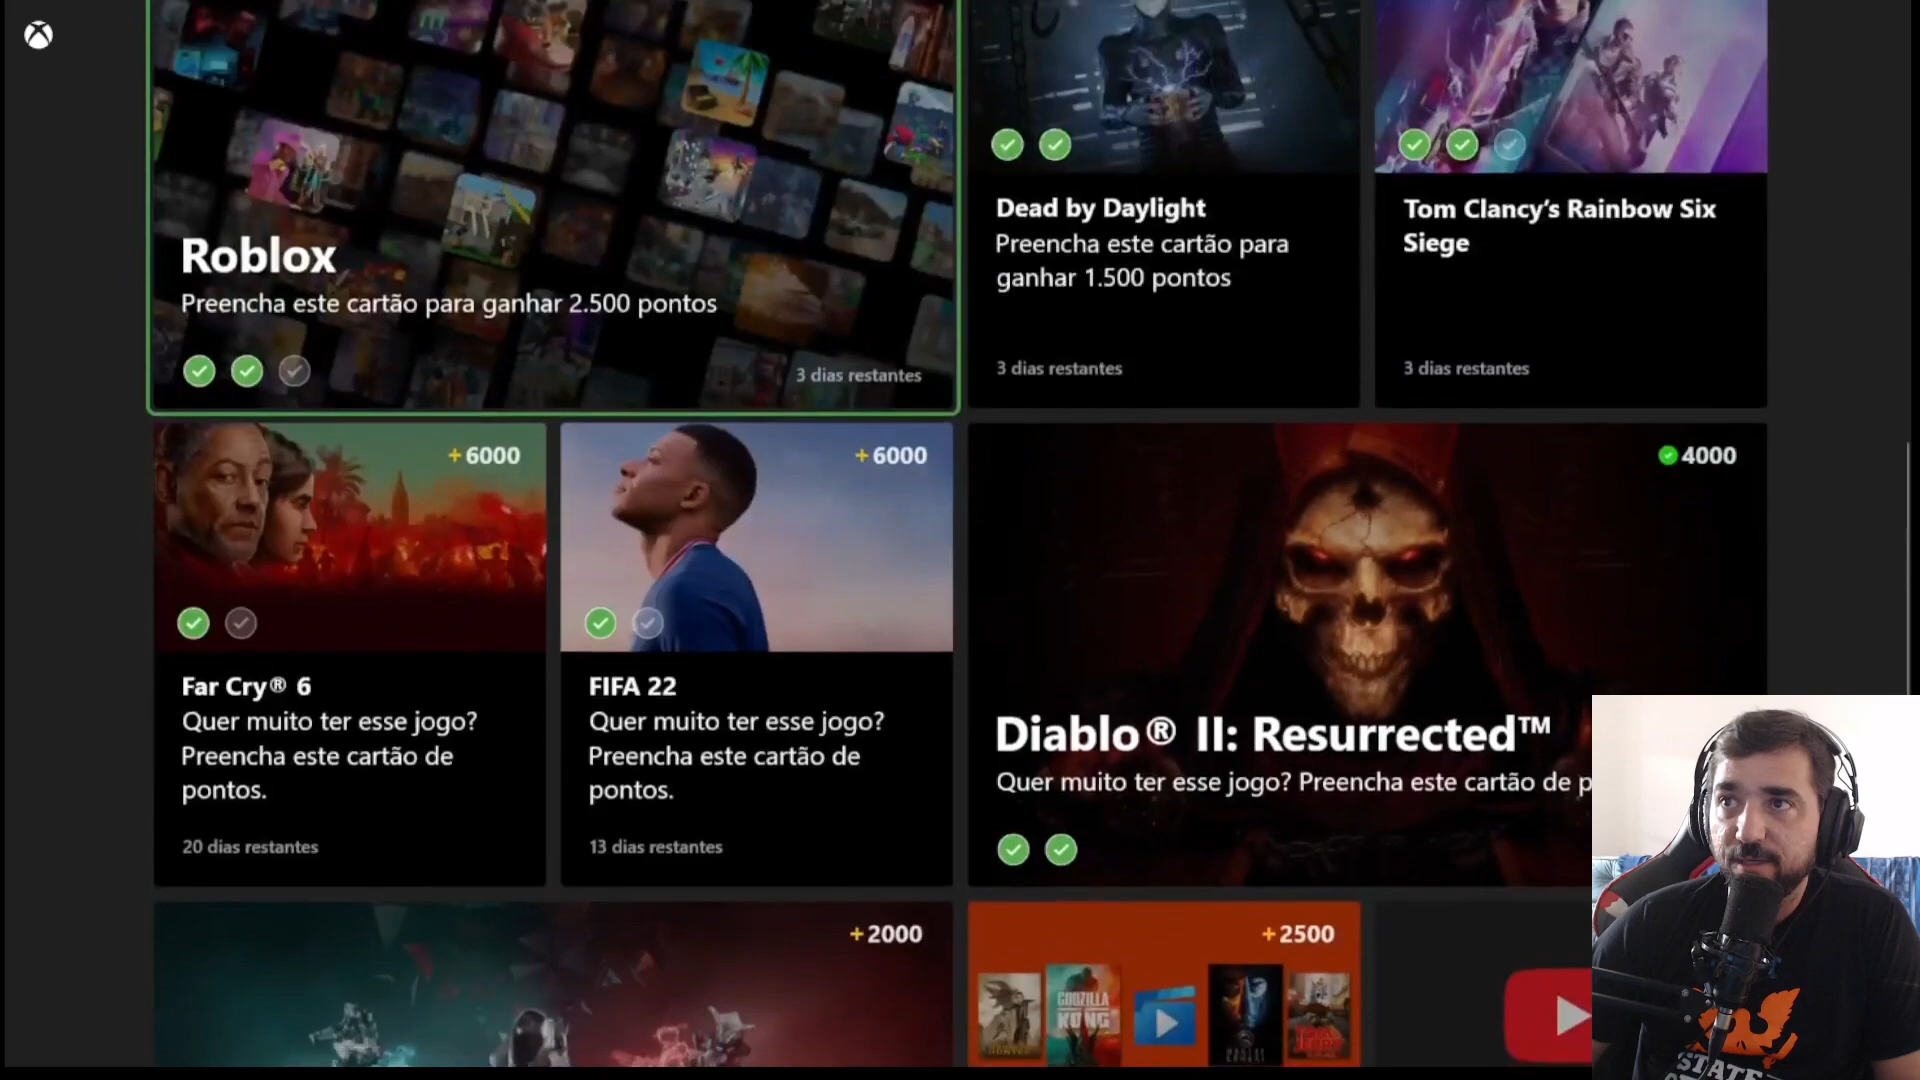 Roblox
Preencha este cartão para ganhar 2.500 pontos
3 dias restantes
Dead by Daylight
Preencha este cartão para
ganhar 1.500 pontos
3 dias restantes
Tom Clancy’s Rainbow Six
Siege
3 dias restantes
+6000
Far Cry® 6
Quer muito ter esse jogo?
Preencha este cartão de
pontos.
20 dias restantes
+6000
FIFA 22
Quer muito ter esse jogo?
Preencha este cartão de
pontos.
13 dias restantes
4000
Diablo® II: Resurrected™
Quer muito ter esse jogo? Preencha este cartão de p
+2000
+2500
GODZILLA
KONG
STATE